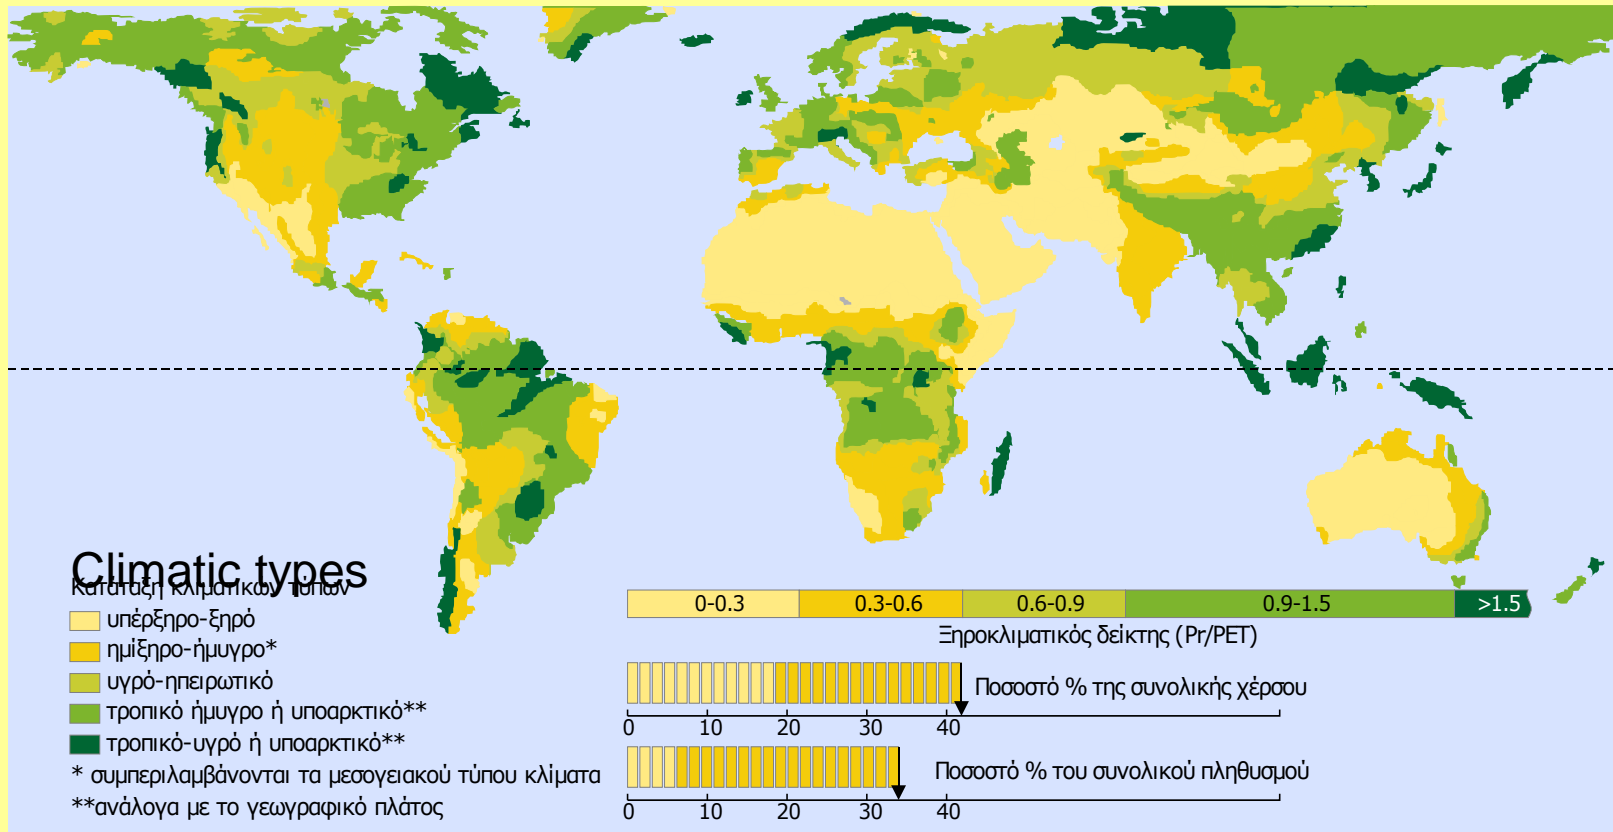 Climatic types
Κατάταξη κλιματικών τύπων
υπέρξηρο-ξηρό
ημίξηρο-ήμυγρο*
υγρό-ηπειρωτικό
τροπικό ήμυγρο ή υποαρκτικό**
τροπικό-υγρό ή υποαρκτικό**
* συμπεριλαμβάνονται τα μεσογειακού τύπου κλίματα
**ανάλογα με το γεωγραφικό πλάτος
0-0.3 0.3-0.6 0.6-0.9 0.9-1.5 >1.5
Ξηροκλιματικός δείκτης (Pr/PET)
Ποσοστό % της συνολικής χέρσου
0 10 20 30 40
Ποσοστό % του συνολικού πληθυσμού
0 10 20 30 40